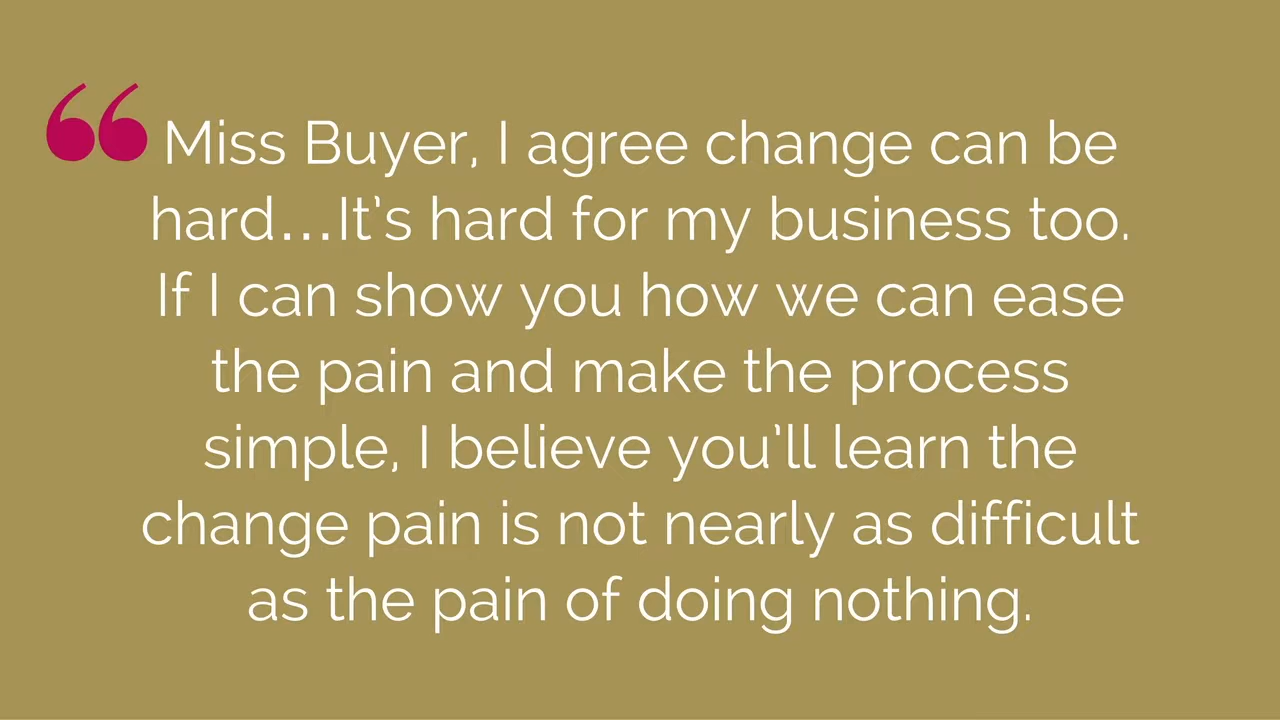 “Miss Buyer, I agree change can be
hard...It’s hard for my business too.
If I can show you how we can ease
the pain and make the process
simple, I believe you’ll learn the
change pain is not nearly as difficult
as the pain of doing nothing.